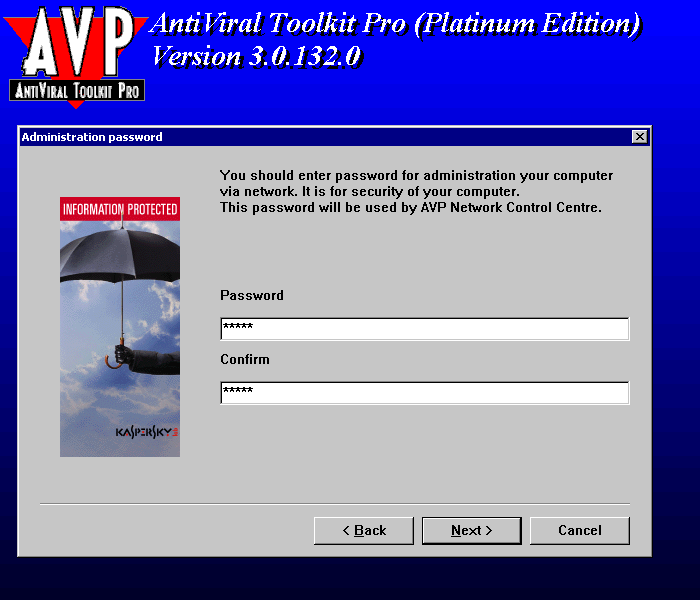 AVP
ANTIVIRAL TOOLKIT PRO
AntiViral Toolkit Pro (Platinum Edition)
Version 3.0.132.0
Administration password
You should enter password for administration your computer
via network. It is for security of your computer.
This password will be used by AVP Network Control Centre.
INFORMATION PROTECTED
KASPERSKY
Password
*****
Confirm
*****
< Back
Next >
Cancel